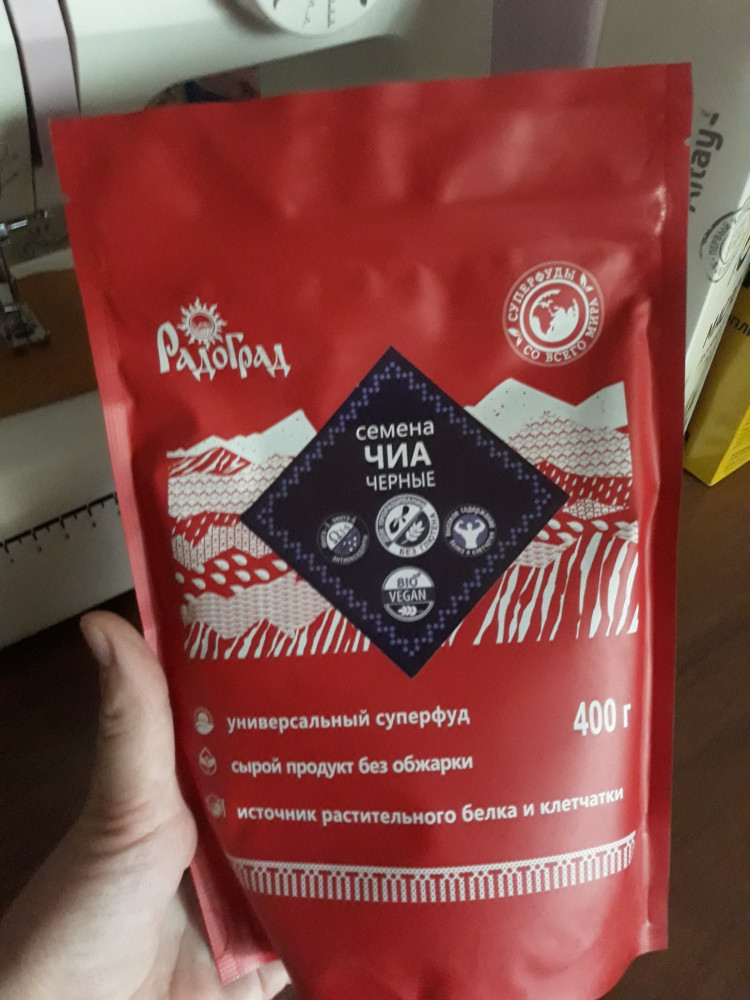 Altay
РадоГрад
СУПЕРФУДЫ
СО ВСЕГО МИРА
семена
ЧИА
ЧЕРНЫЕ
БЕЗ ГЛЮТЕНА
BIO
VEGAN
универсальный суперфуд
400 г
сырой продукт без обжарки
источник растительного белка и клетчатки